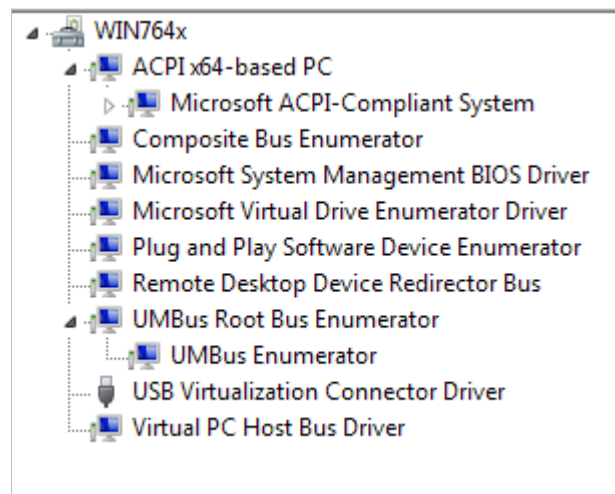 WIN764x
ACPI x64-based PC
Microsoft ACPI-Compliant System
Composite Bus Enumerator
Microsoft System Management BIOS Driver
Microsoft Virtual Drive Enumerator Driver
Plug and Play Software Device Enumerator
Remote Desktop Device Redirector Bus
UMBus Root Bus Enumerator
UMBus Enumerator
USB Virtualization Connector Driver
Virtual PC Host Bus Driver